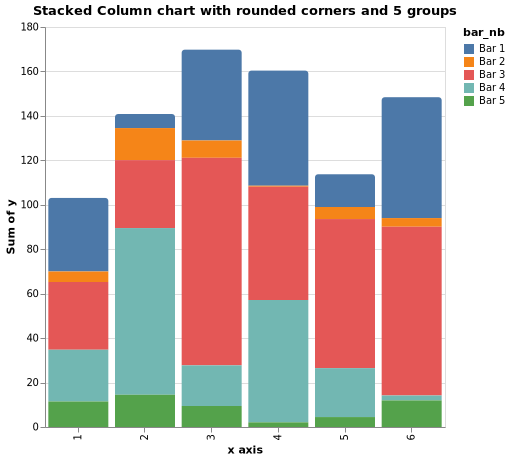 Stacked Column chart with rounded corners and 5 groups
bar_nb
Bar 1
Bar 2
Bar 3
Bar 4
Bar 5
Sum of y
180
160
140
120
100
80
60
40
20
0
1
2
3
4
5
6
x axis